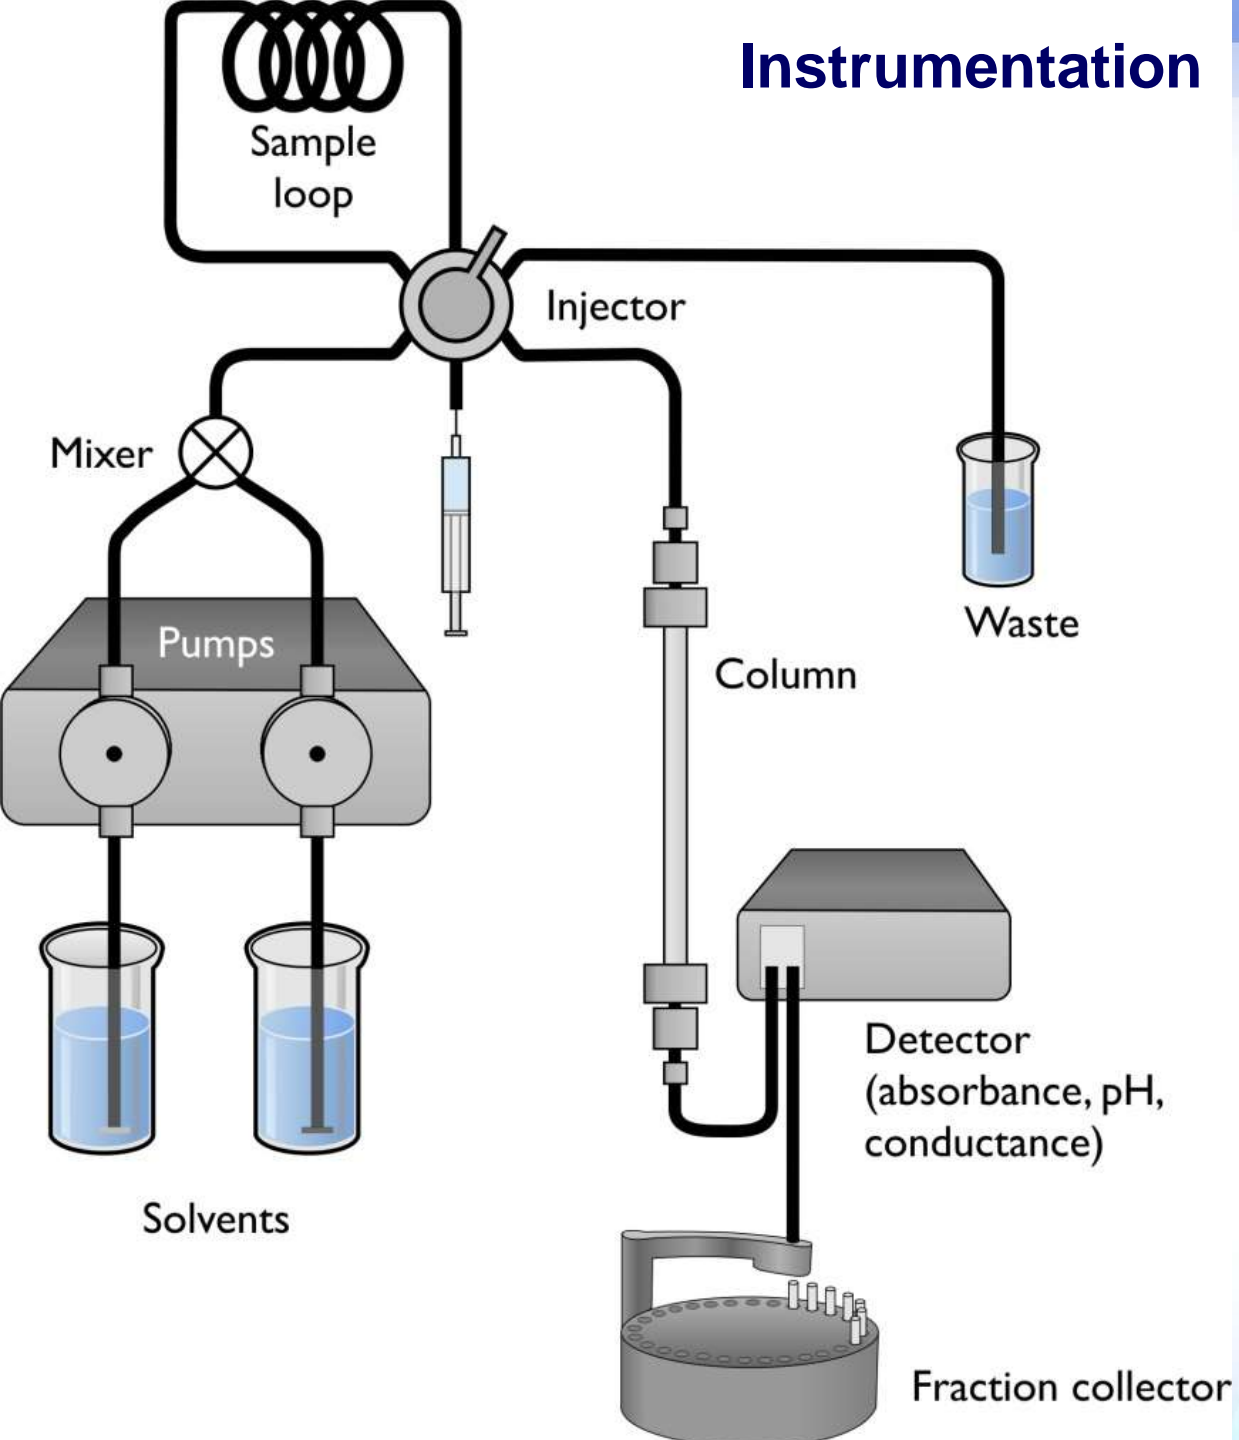 Instrumentation
Sample
loop
Injector
Mixer
Waste
Pumps
Column
Detector
(absorbance, pH,
conductance)
Solvents
Fraction collector